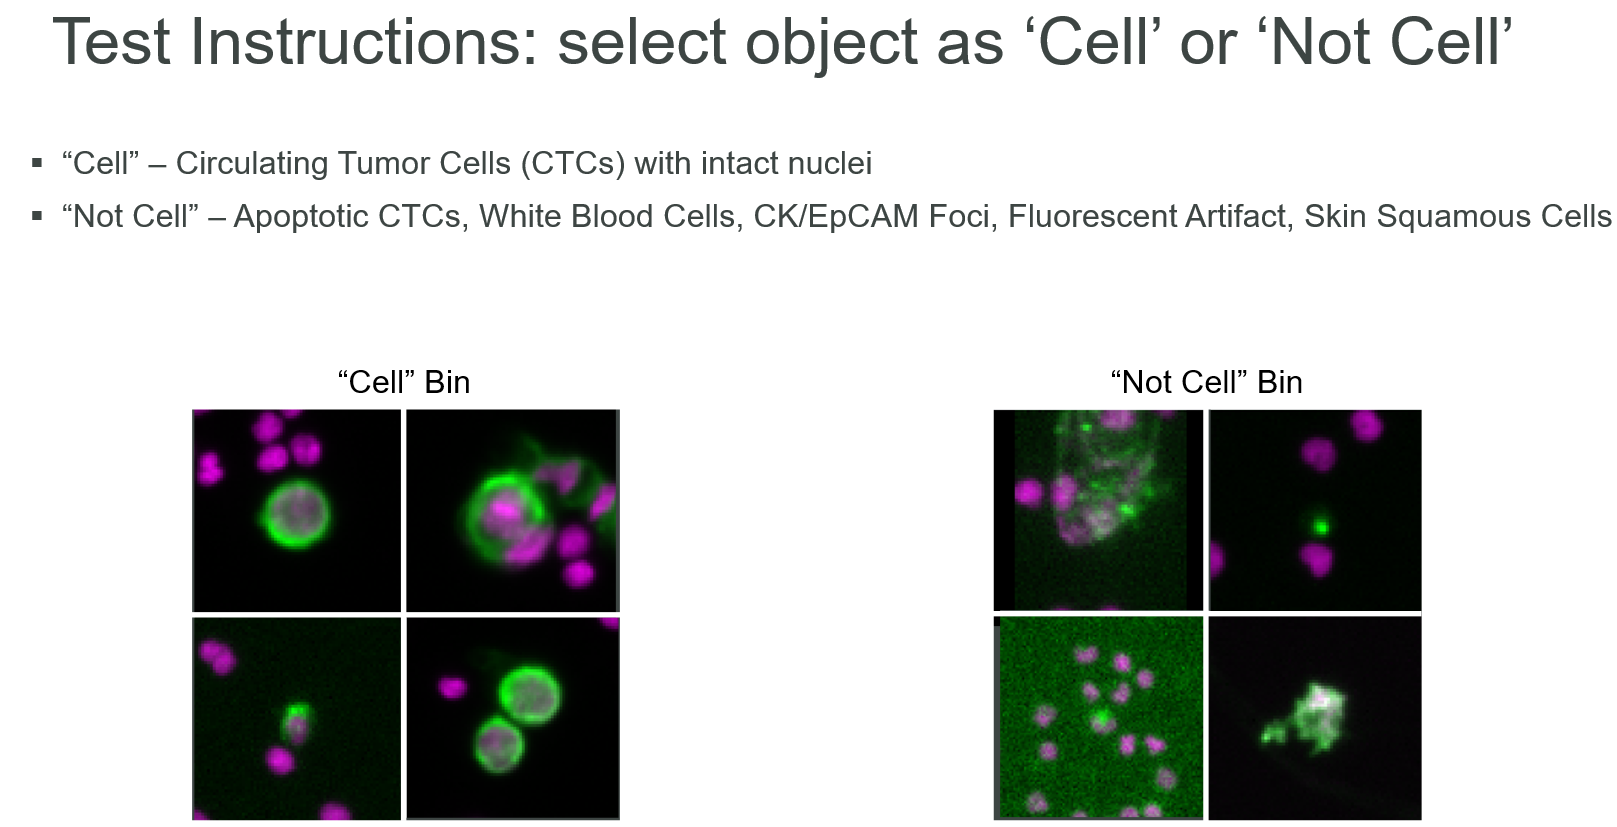 Test Instructions: select object as ‘Cell’ or ‘Not Cell’
▪ “Cell” – Circulating Tumor Cells (CTCs) with intact nuclei
▪ “Not Cell” – Apoptotic CTCs, White Blood Cells, CK/EpCAM Foci, Fluorescent Artifact, Skin Squamous Cells
“Cell” Bin
“Not Cell” Bin